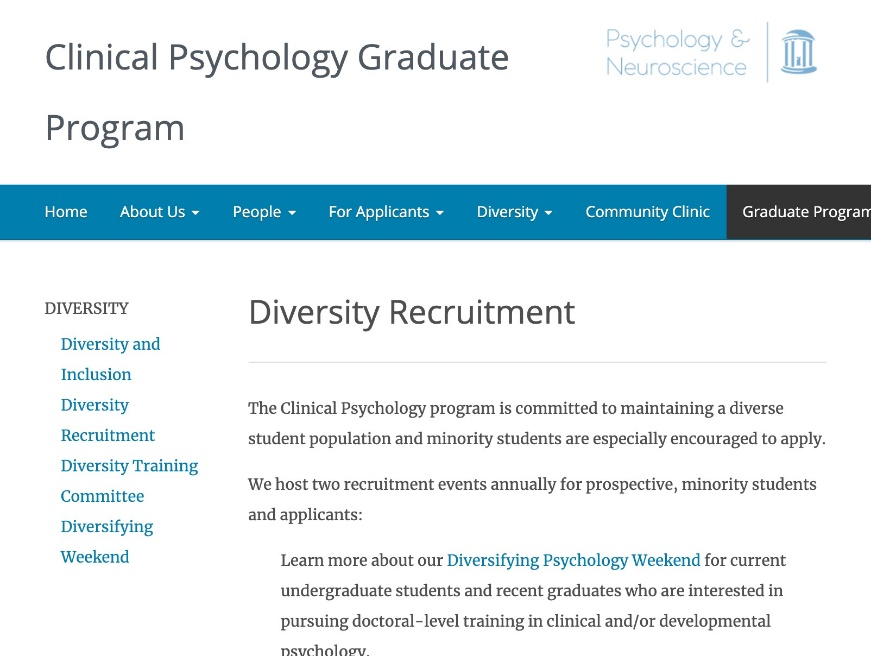 Clinical Psychology Graduate
Program
Psychology &
Neuroscience
Home About Us People For Applicants Diversity Community Clinic Graduate Program
DIVERSITY
Diversity and
Inclusion
Diversity
Recruitment
Diversity Training
Committee
Diversifying
Weekend
Diversity Recruitment
The Clinical Psychology program is committed to maintaining a diverse
student population and minority students are especially encouraged to apply.
We host two recruitment events annually for prospective, minority students
and applicants:
Learn more about our Diversifying Psychology Weekend for current
undergraduate students and recent graduates who are interested in
pursuing doctoral-level training in clinical and/or developmental
psychology.